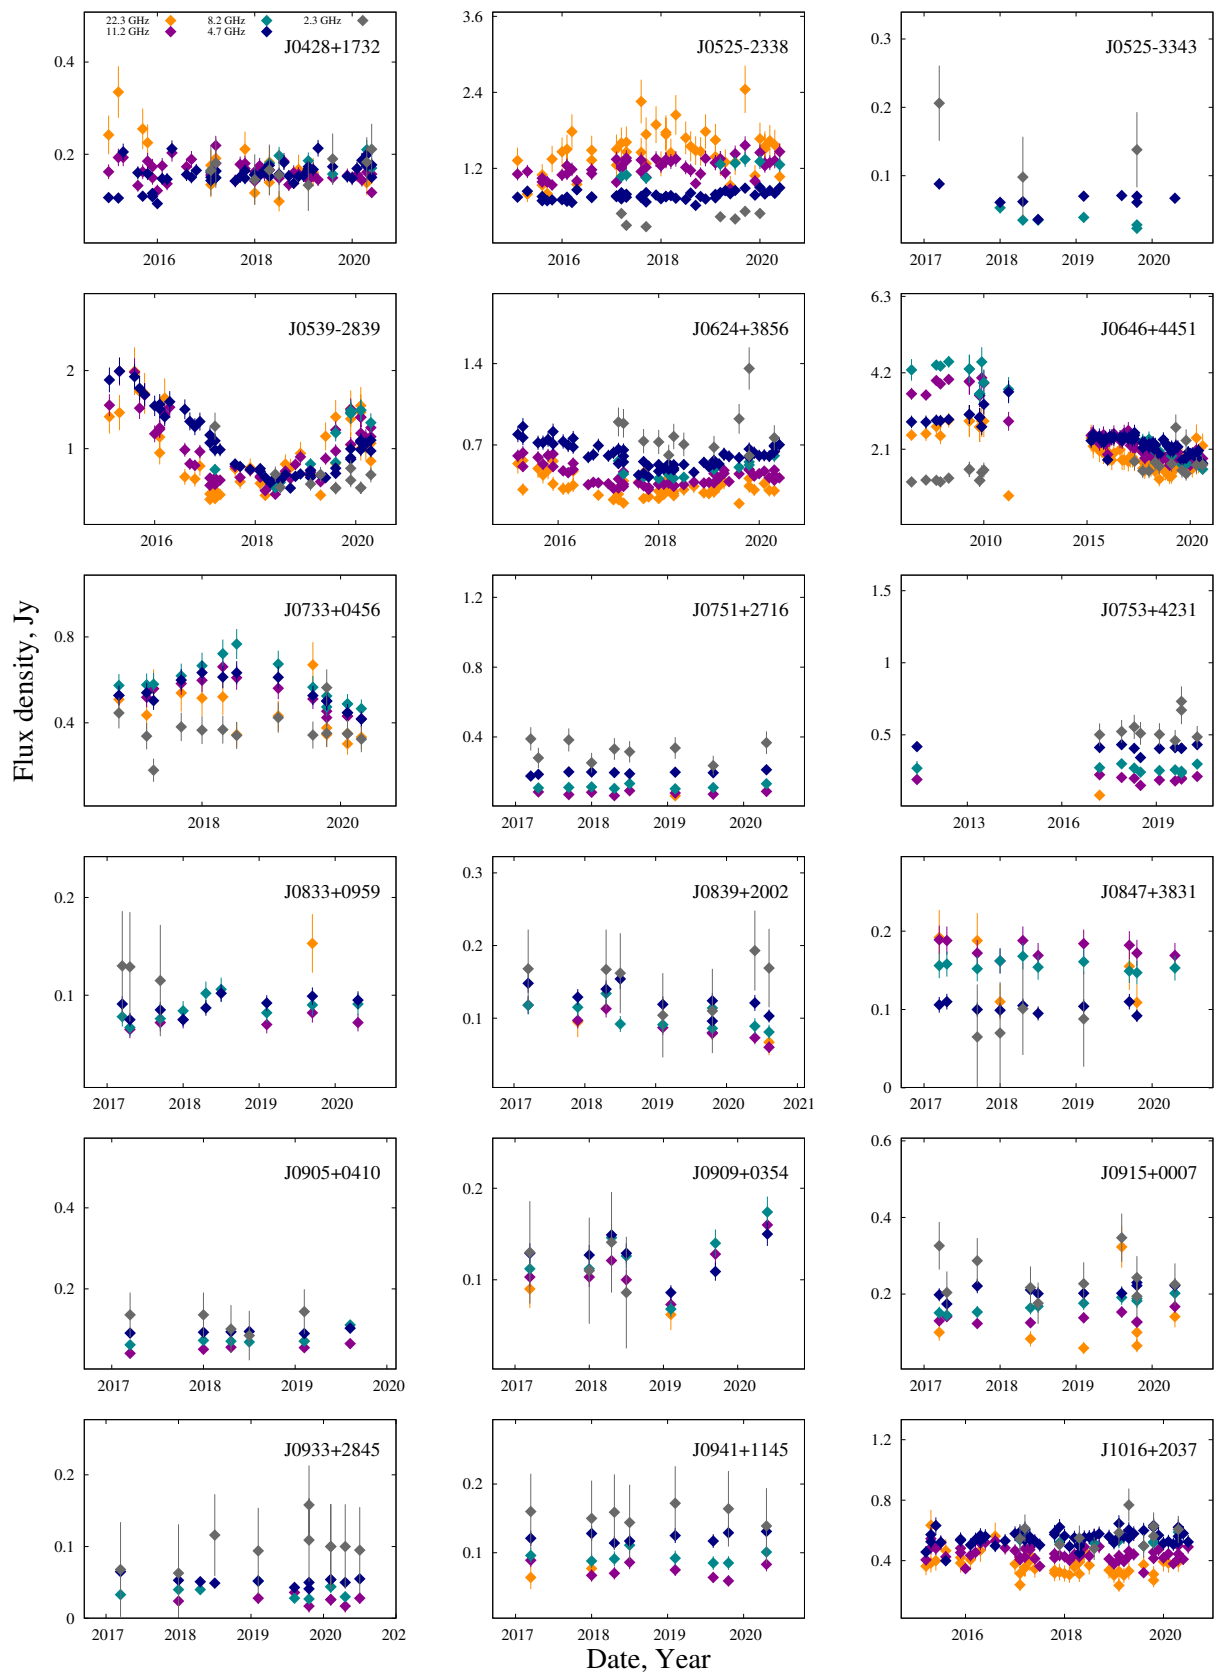 22.3 GHz 8.2 GHz 2.3 GHz
11.2 GHz 4.7 GHz
J0428+1732
0.4
0.2
2016 2018 2020
J0525-2338
3.6
2.4
1.2
2016 2018 2020
J0525-3343
0.3
0.2
0.1
2017 2018 2019 2020
J0539-2839
2
1
2016 2018 2020
J0624+3856
1.4
0.7
2016 2018 2020
J0646+4451
6.3
4.2
2.1
2010 2015 2020
Flux density, Jy
J0733+0456
0.8
0.4
2018 2020
J0751+2716
1.2
0.8
0.4
2017 2018 2019 2020
J0753+4231
1.5
1
0.5
2013 2016 2019
J0833+0959
0.2
0.1
2017 2018 2019 2020
J0839+2002
0.3
0.2
0.1
2017 2018 2019 2020 2021
J0847+3831
0.2
0.1
0
2017 2018 2019 2020
J0905+0410
0.4
0.2
2017 2018 2019 2020
J0909+0354
0.2
0.1
2017 2018 2019 2020
J0915+0007
0.6
0.4
0.2
2017 2018 2019 2020
J0933+2845
0.2
0.1
0
2017 2018 2019 2020 202
J0941+1145
0.2
0.1
2017 2018 2019 2020
J1016+2037
1.2
0.8
0.4
2016 2018 2020
Date, Year